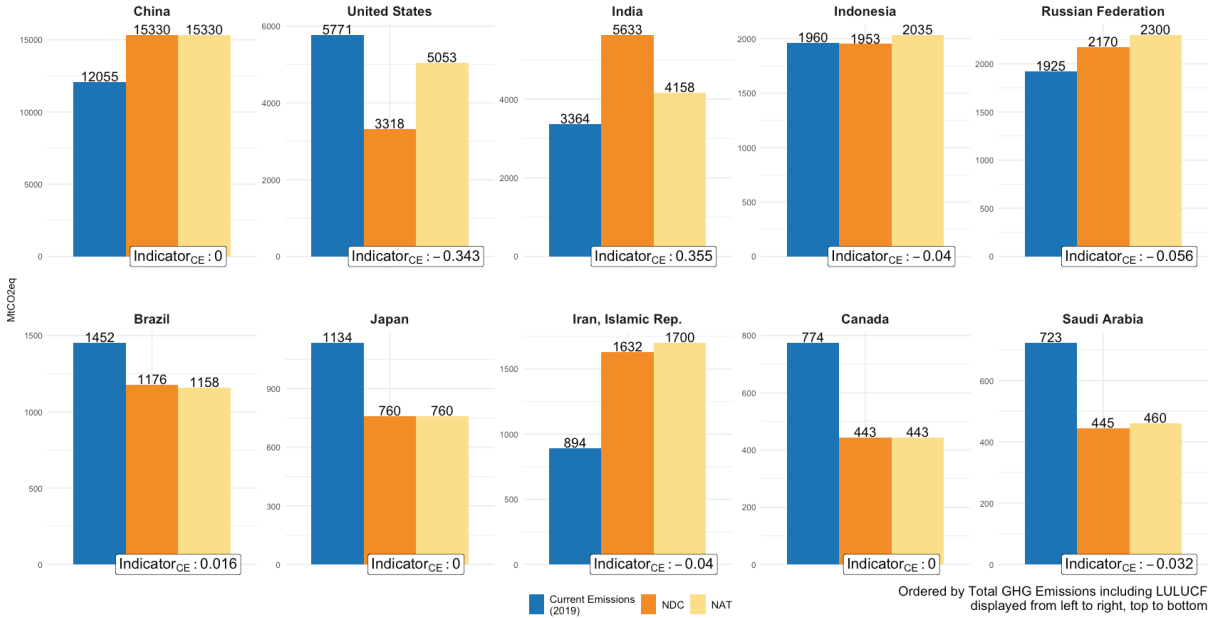 China
United States
India
Indonesia
Russian Federation
15330 15330
12055
15000
10000
5000
0
Indicator_CE : 0
5771
3318
5053
6000
4000
2000
0
Indicator_CE : −0.343
5633
3364
4158
4000
2000
0
Indicator_CE : 0.355
1960 1953 2035
2000
1500
1000
500
0
Indicator_CE : −0.04
1925
2170
2300
2000
1500
1000
500
0
Indicator_CE : −0.056
MtCO2eq
Brazil
Japan
Iran, Islamic Rep.
Canada
Saudi Arabia
1452
1176 1158
1500
1000
500
0
Indicator_CE : 0.016
1134
760 760
900
600
300
0
Indicator_CE : 0
894
1632
1700
1500
1000
500
0
Indicator_CE : −0.04
774
443 443
800
600
400
200
0
Indicator_CE : 0
723
445 460
600
400
200
0
Indicator_CE : −0.032
Current Emissions
(2019)
NDC
NAT
Ordered by Total GHG Emissions including LULUCF
displayed from left to right, top to bottom